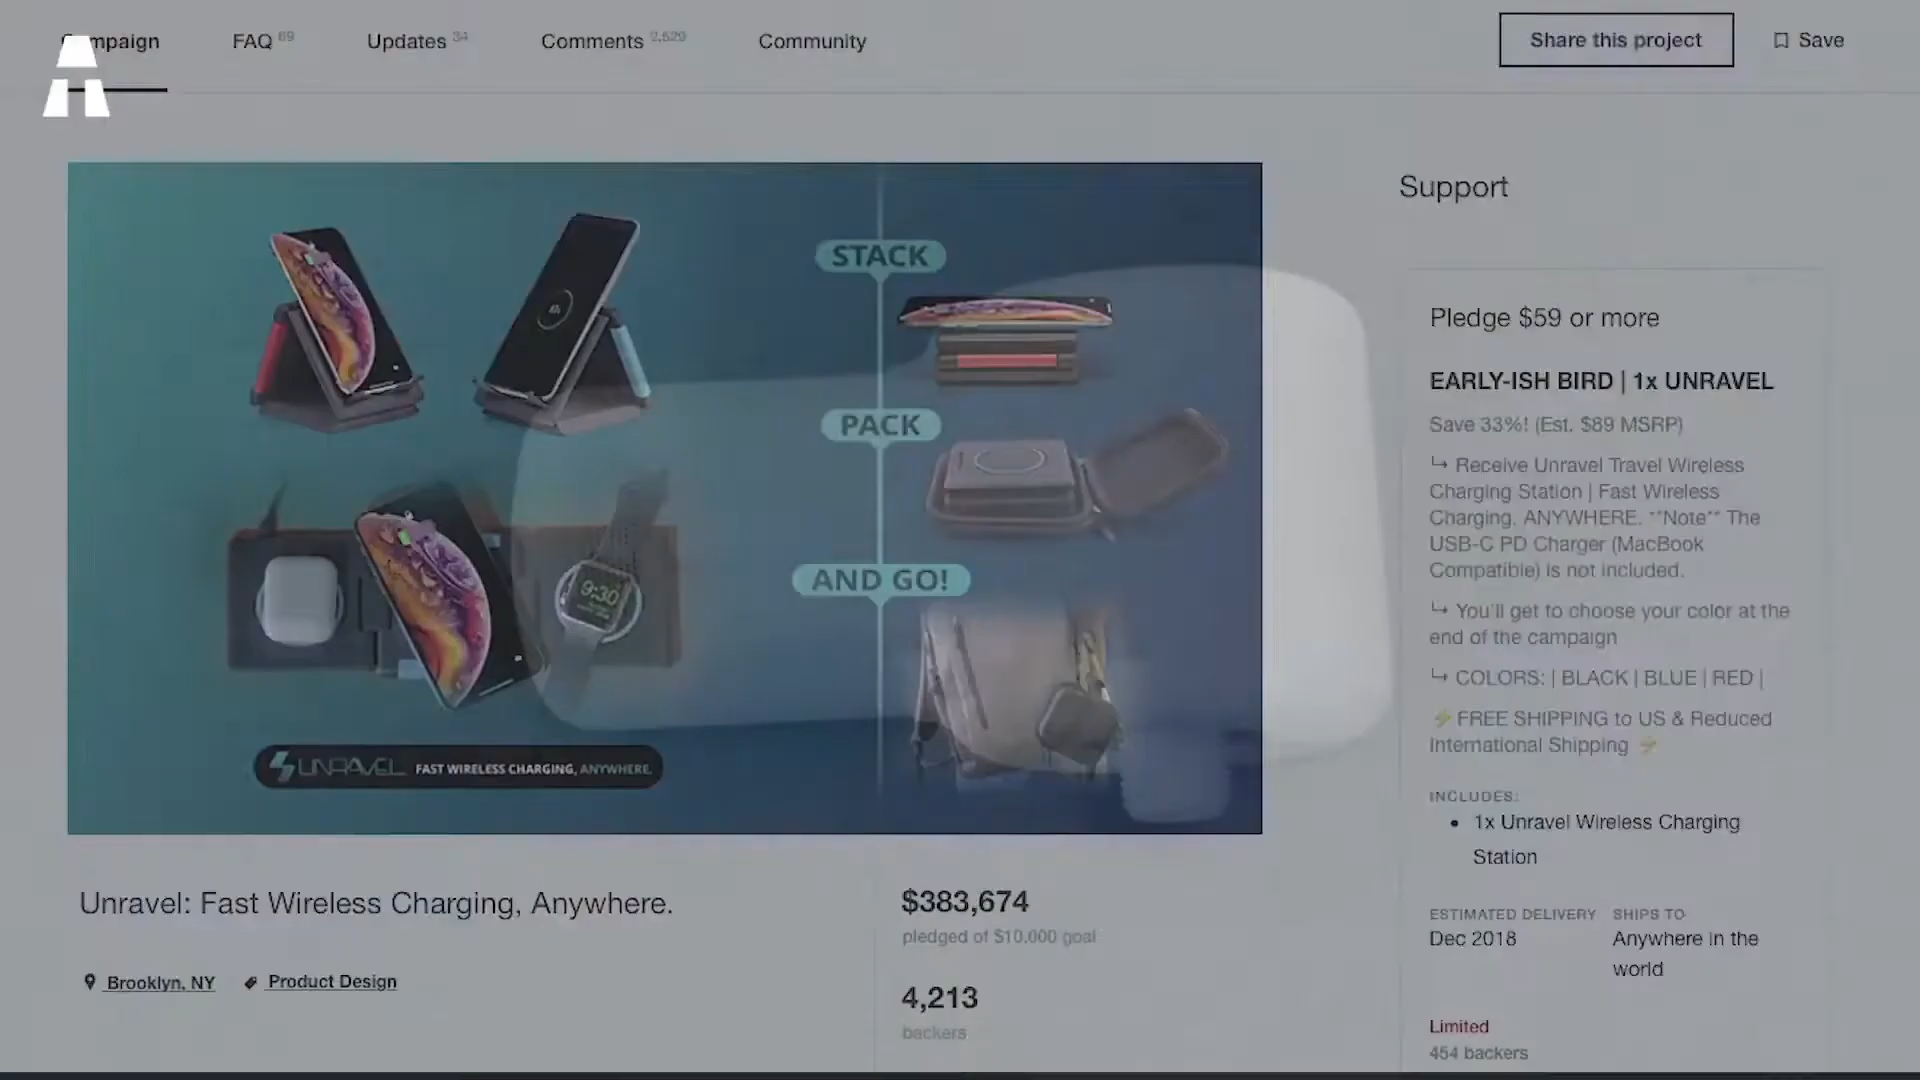 Campaign
FAQ 69
Updates 34
Comments 2,529
Community
Share this project
Save
STACK
PACK
AND GO!
9:30
UNRAVEL FAST WIRELESS CHARGING, ANYWHERE.
Unravel: Fast Wireless Charging, Anywhere.
Brooklyn, NY
Product Design
$383,674
pledged of $10,000 goal
4,213
backers
Support
Pledge $59 or more
EARLY-ISH BIRD | 1x UNRAVEL
Save 33%! (Est. $89 MSRP)
↳ Receive Unravel Travel Wireless
Charging Station | Fast Wireless
Charging. ANYWHERE. **Note** The
USB-C PD Charger (MacBook
Compatible) is not included.
↳ You'll get to choose your color at the
end of the campaign
↳ COLORS: | BLACK | BLUE | RED |
⚡FREE SHIPPING to US & Reduced
International Shipping ⚡
INCLUDES:
• 1x Unravel Wireless Charging
Station
ESTIMATED DELIVERY
Dec 2018
SHIPS TO
Anywhere in the
world
Limited
454 backers